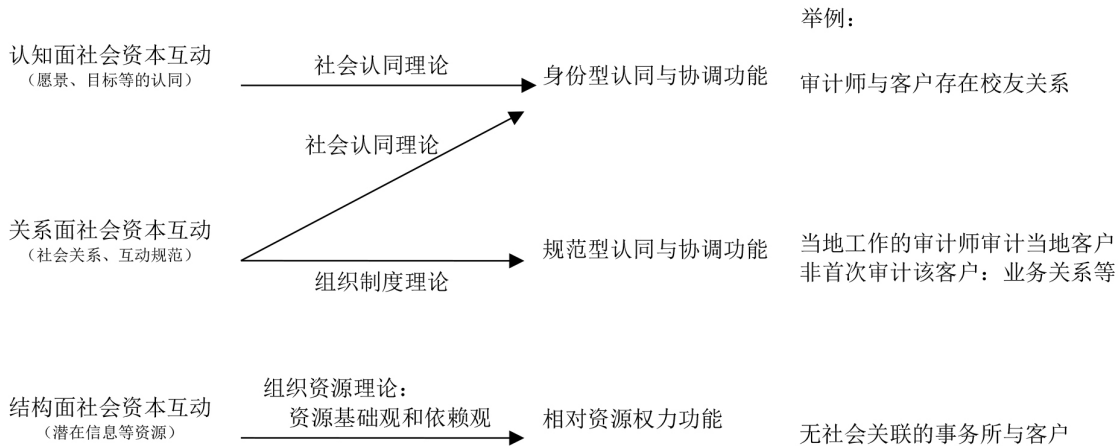 举例：
认知面社会资本互动
（愿景、目标等的认同）
社会认同理论
身份型认同与协调功能
审计师与客户存在校友关系
社会认同理论
关系面社会资本互动
（社会关系、互动规范）
组织制度理论
规范型认同与协调功能
当地工作的审计师审计当地客户
非首次审计该客户：业务关系等
结构面社会资本互动
（潜在信息等资源）
组织资源理论：
资源基础观和依赖观
相对资源权力功能
无社会关联的事务所与客户